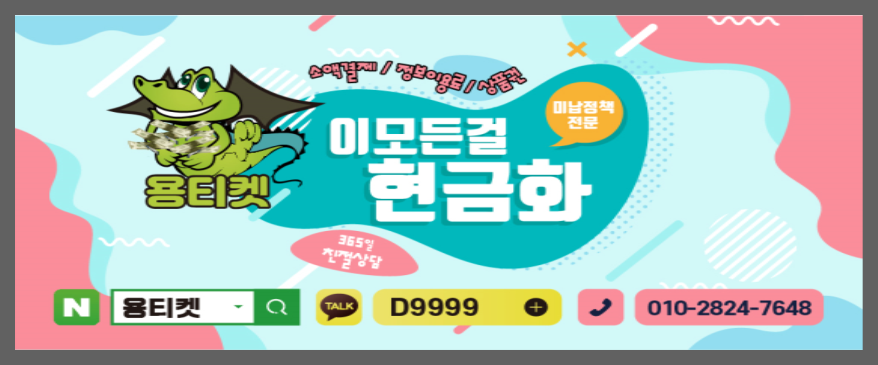 소액결제 / 정보이용료 / 상품권
미납정책
전문
이모든걸
현금화
용티켓
365일
친절상담
N 용티켓 TALK D9999 010-2824-7648